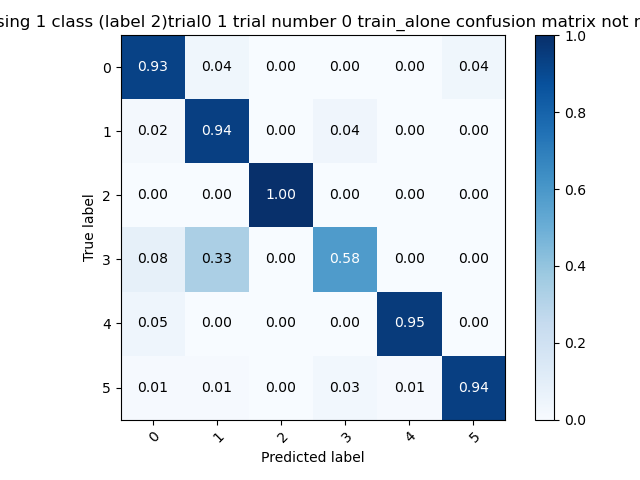 1 class (label 2)trial0 1 trial number 0 train_alone confusion matrix not
1.0
0 0.93 0.04 0.00 0.00 0.00 0.04
0.8
1 0.02 0.94 0.00 0.04 0.00 0.00
2 0.00 0.00 1.00 0.00 0.00 0.00
0.6
True label
3 0.08 0.33 0.00 0.58 0.00 0.00
0.4
4 0.05 0.00 0.00 0.00 0.95 0.00
0.2
5 0.01 0.01 0.00 0.03 0.01 0.94
0.0
0 1 2 3 4 5
Predicted label